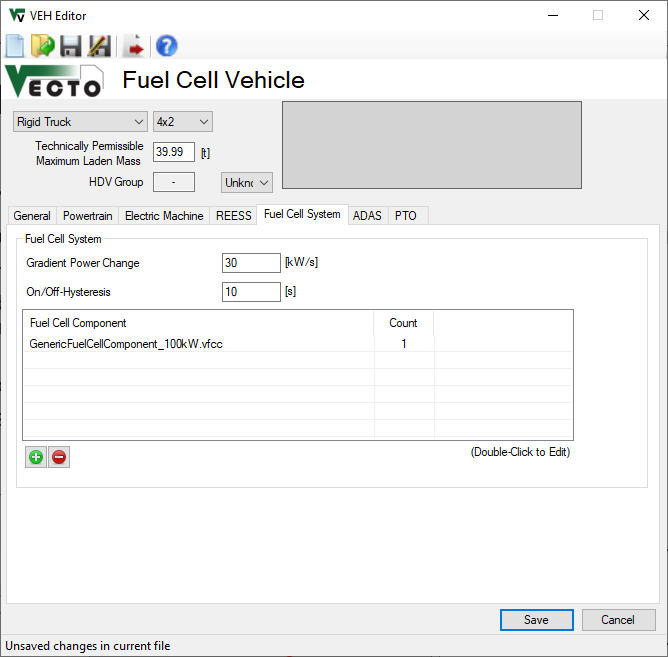 VEH Editor
VECTO
Fuel Cell Vehicle
Rigid Truck
4x2
Technically Permissible
Maximum Laden Mass
39.99
[t]
HDV Group
-
Unkn
General
Powertrain
Electric Machine
REESS
Fuel Cell System
ADAS
PTO
Fuel Cell System
Gradient Power Change
30
[kW/s]
On/Off-Hysteresis
10
[s]
Fuel Cell Component
Count
GenericFuelCellComponent_100kW.vfcc
1
(Double-Click to Edit)
Save
Cancel
Unsaved changes in current file